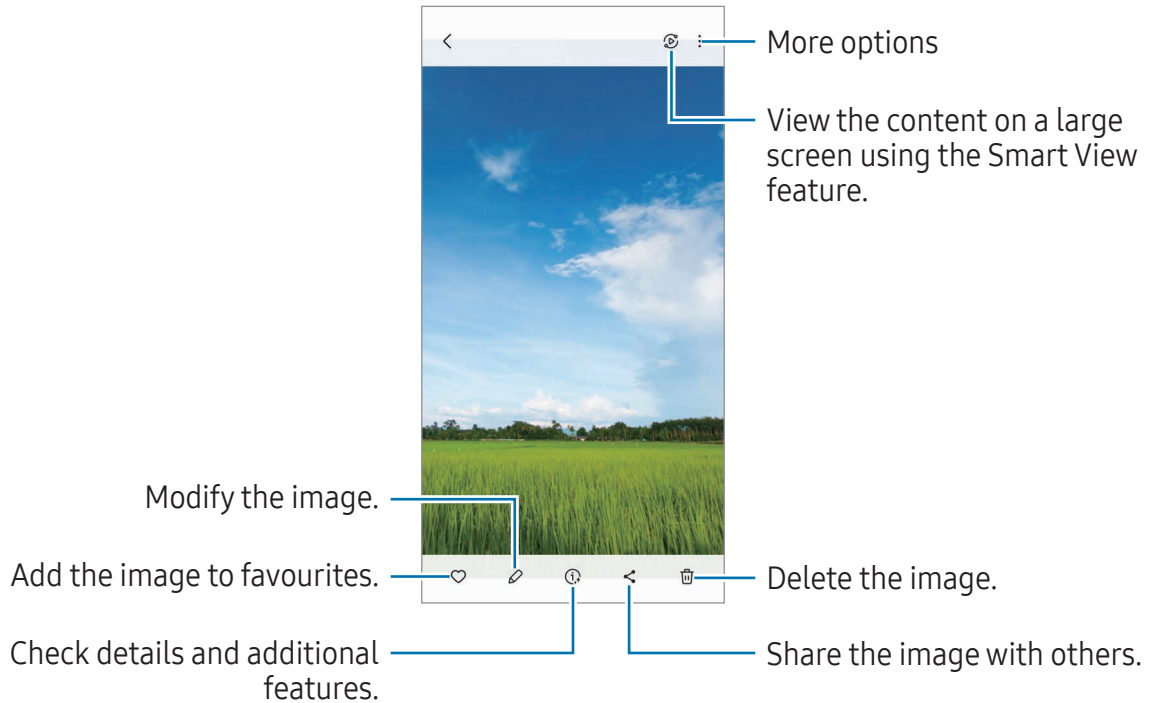 More options
View the content on a large
screen using the Smart View
feature.
Modify the image.
Add the image to favourites.
Delete the image.
Check details and additional
features.
Share the image with others.